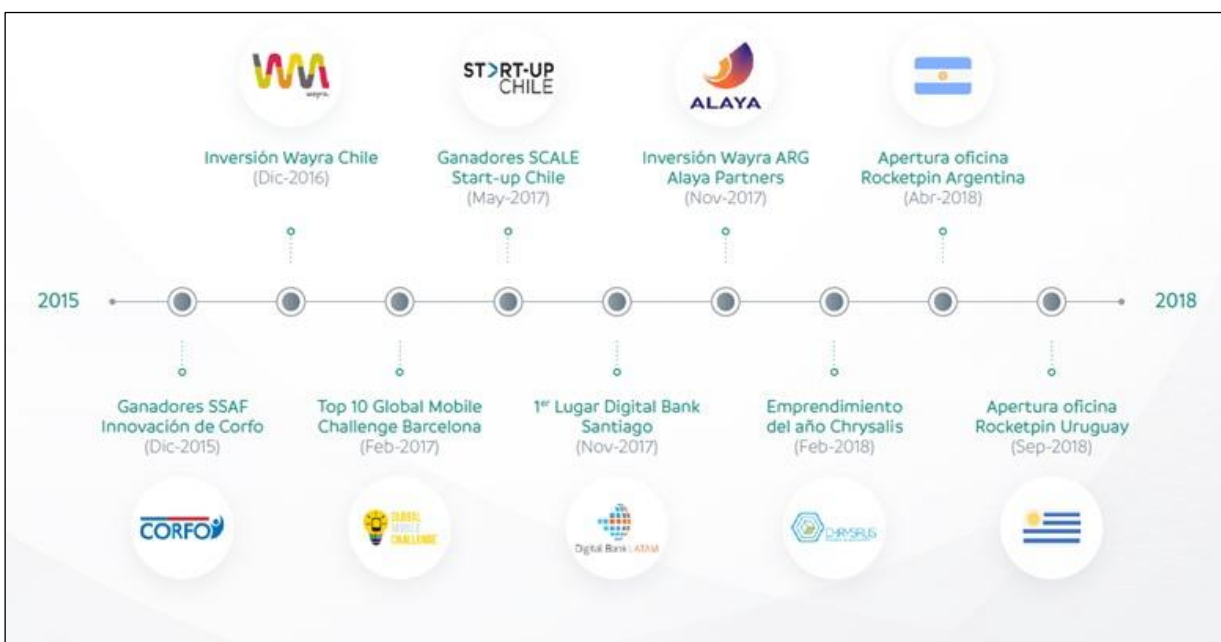 wayra
ST>RT-UP
CHILE
ALAYA
Inversión Wayra Chile
(Dic-2016)
Ganadores SCALE
Start-up Chile
(May-2017)
Inversión Wayra ARG
Alaya Partners
(Nov-2017)
Apertura oficina
Rocketpin Argentina
(Abr-2018)
2015
2018
Ganadores SSAF
Innovación de Corfo
(Dic-2015)
Top 10 Global Mobile
Challenge Barcelona
(Feb-2017)
1er Lugar Digital Bank
Santiago
(Nov-2017)
Emprendimiento
del año Chrysalis
(Feb-2018)
Apertura oficina
Rocketpin Uruguay
(Sep-2018)
CORFO
GLOBAL
MOBILE
CHALLENGE
Digital Bank LATAM
CHRYSALIS